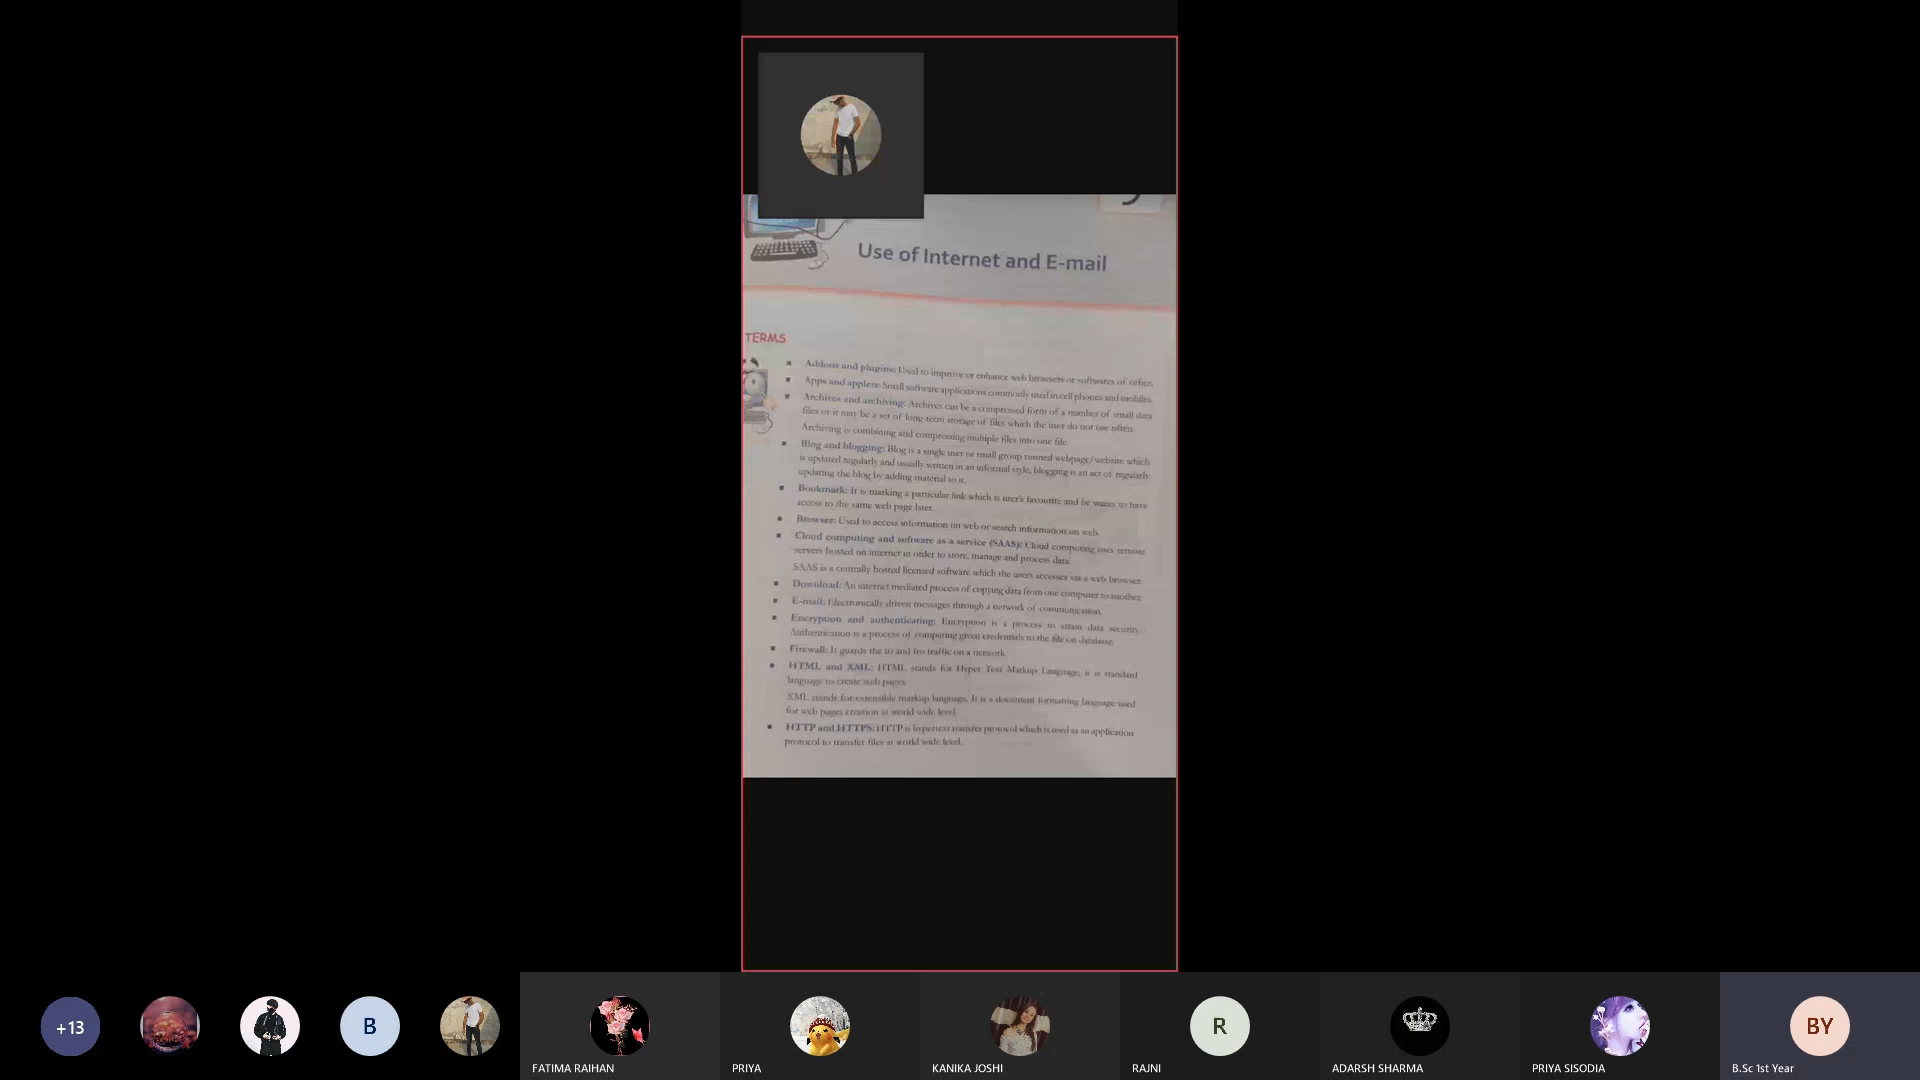 Use of Internet and E-mail
TERMS
Addons and plugins: Used to improve or enhance web browsers or softwares of office.
Apps and applets: Small software applications commonly used in cell phones and mobiles.
Archives and archiving: Archives can be a compressed form of a number of small data
files or it may be a set of long-term storage of files which the user do not use often.
Archiving is combining and compressing multiple files into one file.
Blog and blogging: Blog is a single user or small group runned webpage/website which
is updated regularly and usually written in an informal style, blogging is an act of regularly
updating the blog by adding material to it.
Bookmark: It is marking a particular link which is user's favourite and he wants to have
access to the same web page later.
Browser: Used to access information on web or search information on web.
Cloud computing and software as a service (SAAS): Cloud computing uses remote
servers hosted on internet in order to store, manage and process data.
SAAS is a centrally hosted licensed software which the users accesses via a web browser.
Download: An internet mediated process of copying data from one computer to another.
E-mail: Electronically driven messages through a network of communication.
Encryption and authenticating: Encryption is a process to attain data security.
Authentication is a process of comparing given credentials to the file on database.
Firewall: It guards the to and fro traffic on a network.
HTML and XML: HTML stands for Hyper Text Markup Language, it is standard
language to create web pages.
XML stands for extensible markup language. It is a document formatting language used
for web pages creation at world wide level.
HTTP and HTTPS: HTTP is hypertext transfer protocol which is used as an application
protocol to transfer files at world wide level.
+13
B
FATIMA RAIHAN
PRIYA
KANIKA JOSHI
R
RAJNI
ADARSH SHARMA
PRIYA SISODIA
BY
B.Sc 1st Year